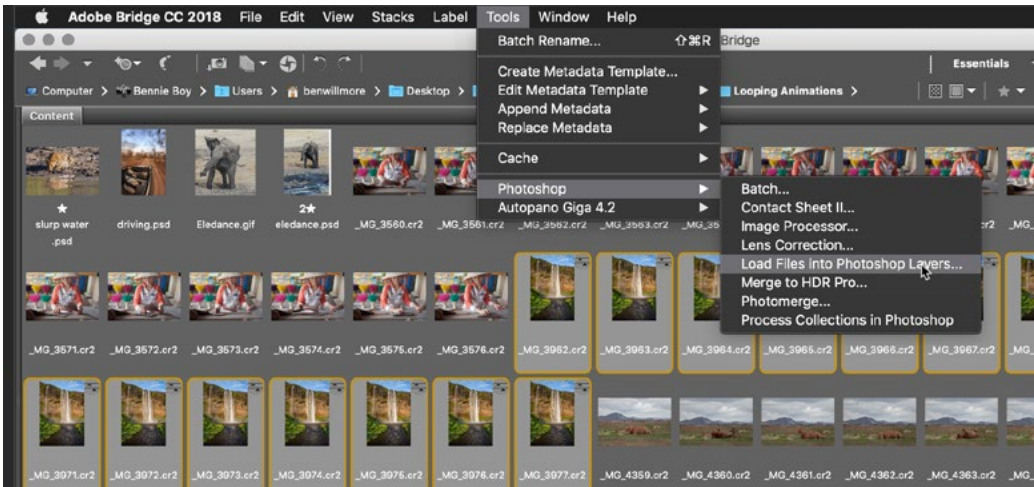 Adobe Bridge CC 2018 File Edit View Stacks Label Tools Window Help
Batch Rename... ⇧⌘R
Bridge
Create Metadata Template...
Essentials
Edit Metadata Template
Computer > Bennie Boy > Users > benwillmore > Desktop >
Looping Animations >
Append Metadata
Content
Replace Metadata
Cache
Photoshop
Batch...
Autopano Giga 4.2
Contact Sheet II...
Image Processor...
Lens Correction...
Load Files into Photoshop Layers...
Merge to HDR Pro...
Photomerge...
Process Collections in Photoshop
2★
slurp water
.psd
driving.psd Eledance.gif eledance.psd _MG_3560.cr2 _MG_3561.cr2 _MG_3562.cr2 _MG_3563.cr2
_MG_3571.cr2 _MG_3572.cr2 _MG_3573.cr2 _MG_3574.cr2 _MG_3575.cr2 _MG_3576.cr2 _MG_3962.cr2 _MG_3963.cr2 _MG_3964.cr2 _MG_3965.cr2 _MG_3966.cr2 _MG_3967.cr2
_MG_3971.cr2 _MG_3972.cr2 _MG_3973.cr2 _MG_3974.cr2 _MG_3975.cr2 _MG_3976.cr2 _MG_3977.cr2 _MG_4359.cr2 _MG_4360.cr2 _MG_4361.cr2 _MG_4362.cr2 _MG_4363.cr2